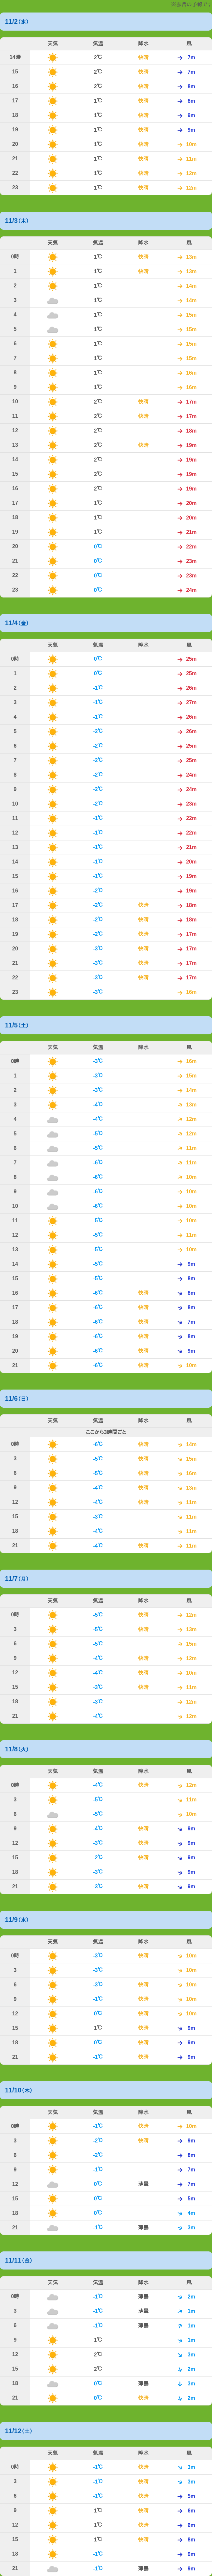 11/2(水)
天気 気温 降水 風
14時 2℃ 快晴 7m
15 2℃ 快晴 7m
16 2℃ 快晴 8m
17 1℃ 快晴 8m
18 1℃ 快晴 9m
19 1℃ 快晴 9m
20 1℃ 快晴 10m
21 1℃ 快晴 11m
22 1℃ 快晴 12m
23 1℃ 快晴 12m
11/3(木)
天気 気温 降水 風
0時 1℃ 快晴 13m
1 1℃ 快晴 13m
2 1℃ 14m
3 1℃ 14m
4 1℃ 15m
5 1℃ 15m
6 1℃ 15m
7 1℃ 15m
8 1℃ 16m
9 1℃ 16m
10 2℃ 快晴 17m
11 2℃ 快晴 17m
12 2℃ 18m
13 2℃ 快晴 19m
14 2℃ 19m
15 2℃ 19m
16 2℃ 19m
17 1℃ 20m
18 1℃ 20m
19 1℃ 21m
20 0℃ 22m
21 0℃ 23m
22 0℃ 23m
23 0℃ 24m
11/4(金)
天気 気温 降水 風
0時 0℃ 25m
1 0℃ 25m
2 -1℃ 26m
3 -1℃ 27m
4 -1℃ 26m
5 -2℃ 26m
6 -2℃ 25m
7 -2℃ 25m
8 -2℃ 24m
9 -2℃ 24m
10 -2℃ 23m
11 -1℃ 22m
12 -1℃ 22m
13 -1℃ 21m
14 -1℃ 20m
15 -1℃ 19m
16 -2℃ 19m
17 -2℃ 快晴 18m
18 -2℃ 快晴 18m
19 -2℃ 快晴 17m
20 -3℃ 快晴 17m
21 -3℃ 快晴 17m
22 -3℃ 快晴 17m
23 -3℃ 16m
11/5(土)
天気 気温 降水 風
0時 -3℃ 16m
1 -3℃ 15m
2 -3℃ 14m
3 -4℃ 13m
4 -4℃ 12m
5 -5℃ 12m
6 -5℃ 11m
7 -6℃ 11m
8 -6℃ 10m
9 -6℃ 10m
10 -6℃ 10m
11 -5℃ 10m
12 -5℃ 11m
13 -5℃ 10m
14 -5℃ 9m
15 -5℃ 8m
16 -6℃ 快晴 8m
17 -6℃ 快晴 8m
18 -6℃ 快晴 7m
19 -6℃ 快晴 8m
20 -6℃ 快晴 9m
21 -6℃ 快晴 10m
11/6(日)
天気 気温 降水 風
ここから3時間ごと
0時 -6℃ 快晴 14m
3 -5℃ 快晴 15m
6 -5℃ 快晴 16m
9 -4℃ 快晴 13m
12 -4℃ 快晴 11m
15 -3℃ 11m
18 -4℃ 11m
21 -4℃ 快晴 11m
11/7(月)
天気 気温 降水 風
0時 -5℃ 快晴 12m
3 -5℃ 快晴 13m
6 -5℃ 15m
9 -4℃ 快晴 12m
12 -4℃ 快晴 10m
15 -3℃ 快晴 11m
18 -3℃ 12m
21 -4℃ 12m
11/8(火)
天気 気温 降水 風
0時 -4℃ 快晴 12m
3 -5℃ 11m
6 -5℃ 10m
9 -4℃ 快晴 9m
12 -3℃ 快晴 9m
15 -2℃ 快晴 9m
18 -3℃ 9m
21 -3℃ 快晴 9m
11/9(水)
天気 気温 降水 風
0時 -3℃ 快晴 10m
3 -3℃ 快晴 10m
6 -3℃ 快晴 10m
9 -1℃ 快晴 10m
12 0℃ 快晴 10m
15 1℃ 快晴 9m
18 0℃ 快晴 9m
21 -1℃ 快晴 9m
11/10(木)
天気 気温 降水 風
0時 -1℃ 快晴 10m
3 -2℃ 快晴 9m
6 -2℃ 8m
9 -1℃ 7m
12 0℃ 薄曇 7m
15 0℃ 5m
18 0℃ 4m
21 -1℃ 薄曇 3m
11/11(金)
天気 気温 降水 風
0時 -1℃ 薄曇 2m
3 -1℃ 薄曇 1m
6 -1℃ 薄曇 1m
9 1℃ 1m
12 2℃ 3m
15 2℃ 2m
18 0℃ 薄曇 3m
21 0℃ 快晴 2m
11/12(土)
天気 気温 降水 風
0時 -1℃ 快晴 3m
3 -1℃ 快晴 3m
6 -1℃ 快晴 5m
9 1℃ 快晴 6m
12 1℃ 快晴 6m
15 1℃ 快晴 8m
18 -1℃ 9m
21 -1℃ 薄曇 9m